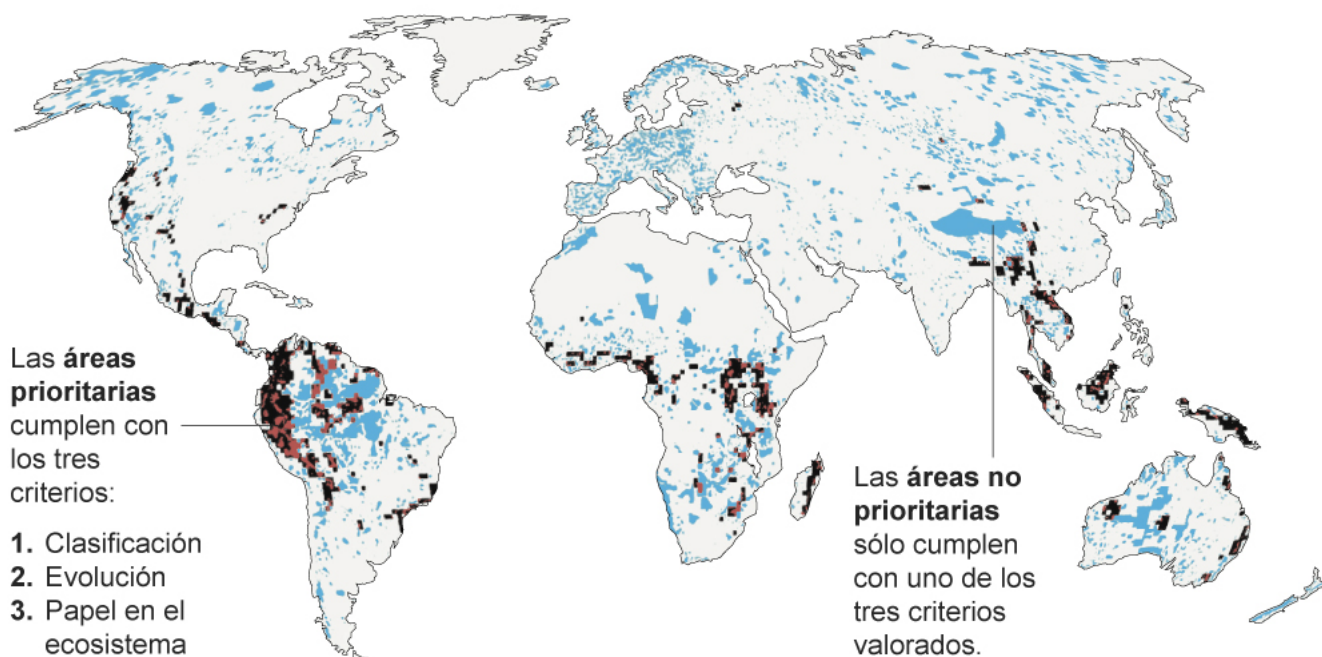 Las áreas
prioritarias
cumplen con
los tres
criterios:
1. Clasificación
2. Evolución
3. Papel en el
ecosistema
Las áreas no
prioritarias
sólo cumplen
con uno de los
tres criterios
valorados.